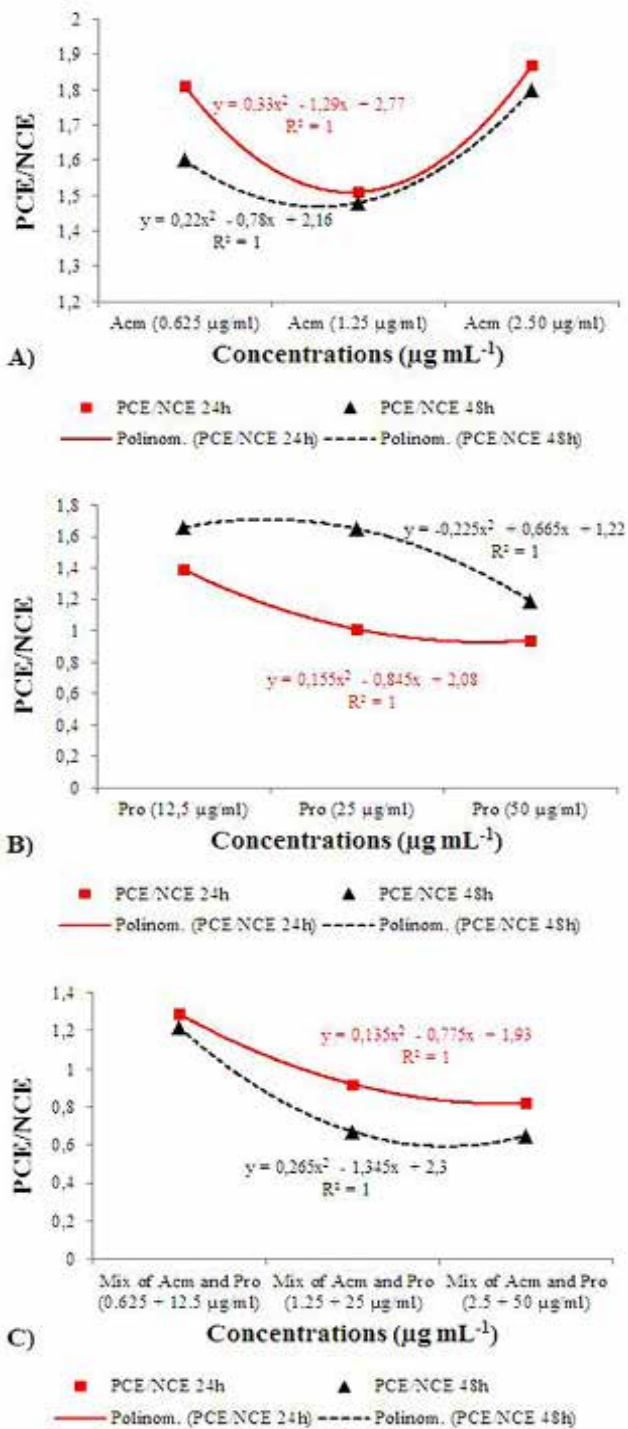 2
1,9
1,8
1,7
1,6
1,5
1,4
1,3
1,2
PCE/NCE
y = 0,33x² - 1,29x + 2,77
R² = 1
y = 0,22x² - 0,78x + 2,16
R² = 1
Acm (0.625 µg/ml) Acm (1.25 µg/ml) Acm (2.50 µg/ml)
A) Concentrations (µg mL⁻¹)
PCE/NCE 24h PCE/NCE 48h
Polinom. (PCE/NCE 24h) Polinom. (PCE/NCE 48h)
1,8
1,6
1,4
1,2
1
0,8
0,6
0,4
0,2
0
PCE/NCE
y = -0,225x² + 0,665x + 1,22
R² = 1
y = 0,155x² - 0,845x + 2,08
R² = 1
Pro (12,5 µg/ml) Pro (25 µg/ml) Pro (50 µg/ml)
B) Concentrations (µg mL⁻¹)
PCE/NCE 24h PCE/NCE 48h
Polinom. (PCE/NCE 24h) Polinom. (PCE/NCE 48h)
1,4
1,2
1
0,8
0,6
0,4
0,2
0
PCE/NCE
y = 0,135x² - 0,775x + 1,93
R² = 1
y = 0,265x² - 1,345x + 2,3
R² = 1
Mix of Acm and Pro Mix of Acm and Pro Mix of Acm and Pro
(0.625 + 12.5 µg/ml) (1.25 + 25 µg/ml) (2.5 + 50 µg/ml)
C) Concentrations (µg mL⁻¹)
PCE/NCE 24h PCE/NCE 48h
Polinom. (PCE/NCE 24h) Polinom. (PCE/NCE 48h)